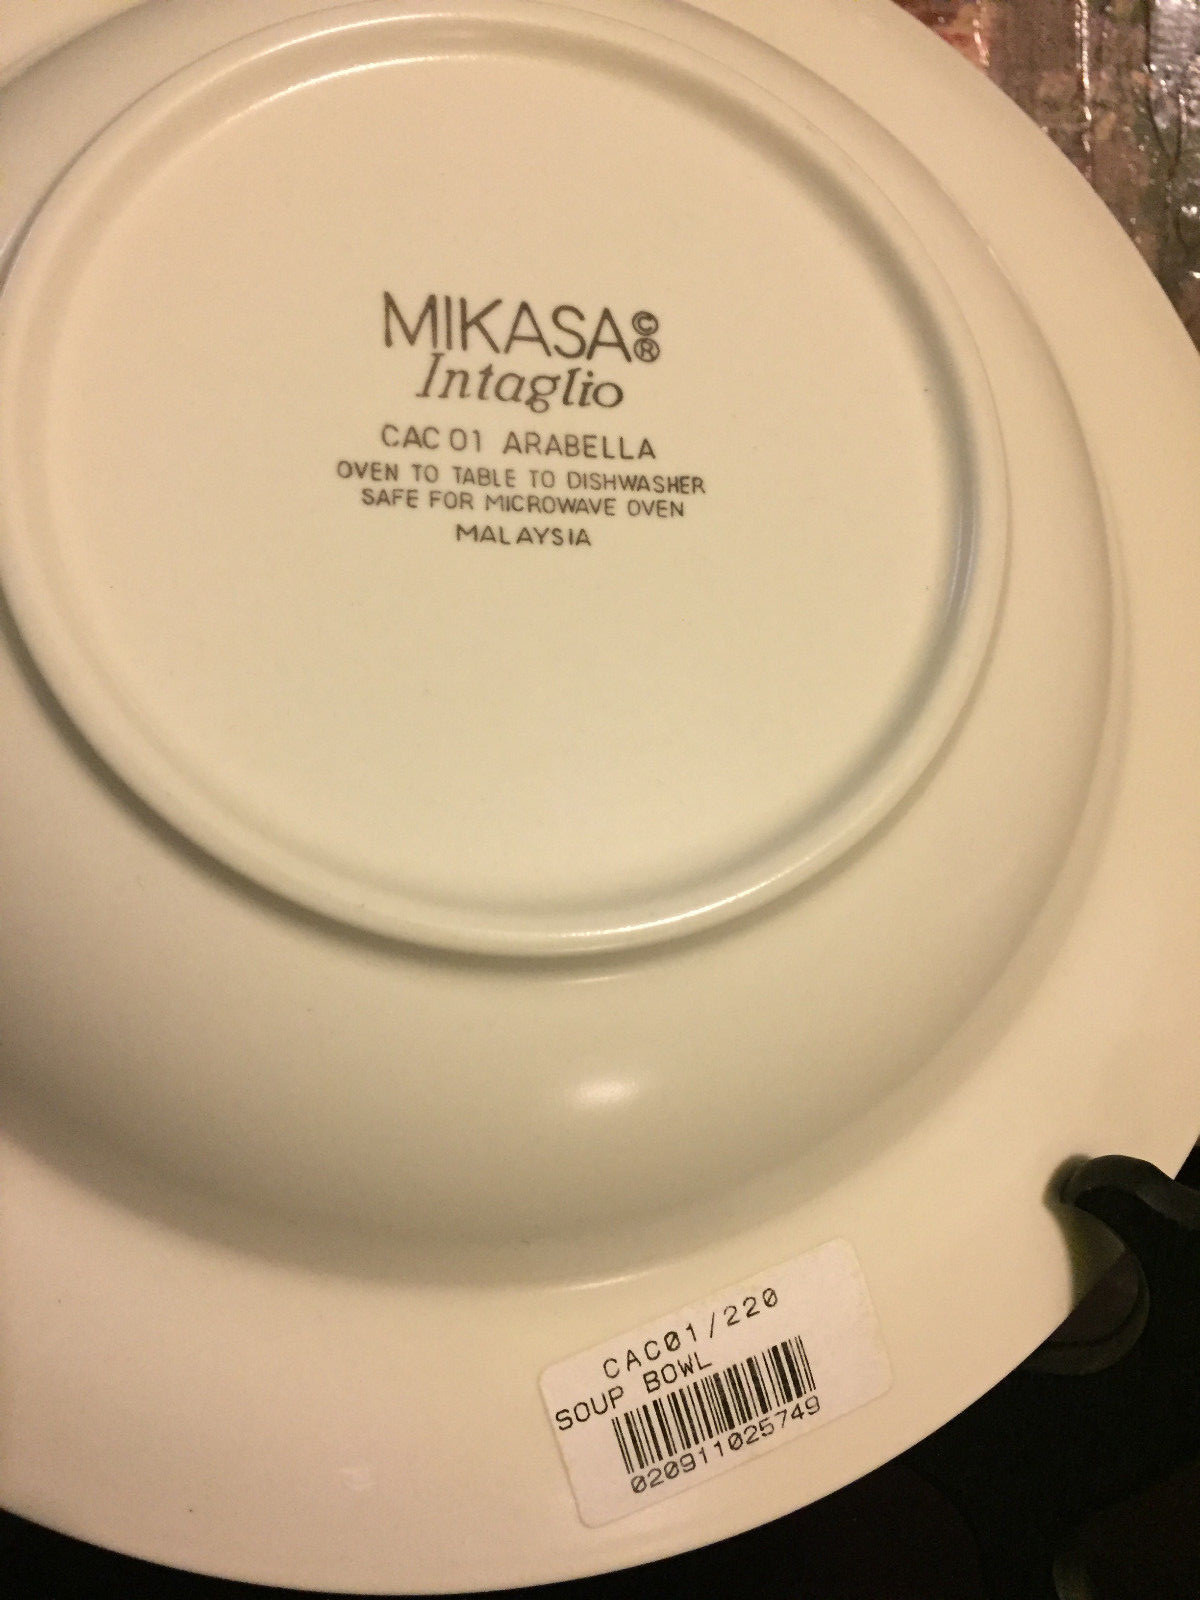 MIKASA©®
Intaglio
CAC 01 ARABELLA
OVEN TO TABLE TO DISHWASHER
SAFE FOR MICROWAVE OVEN
MALAYSIA
CAC01/220
SOUP BOWL
020911025749